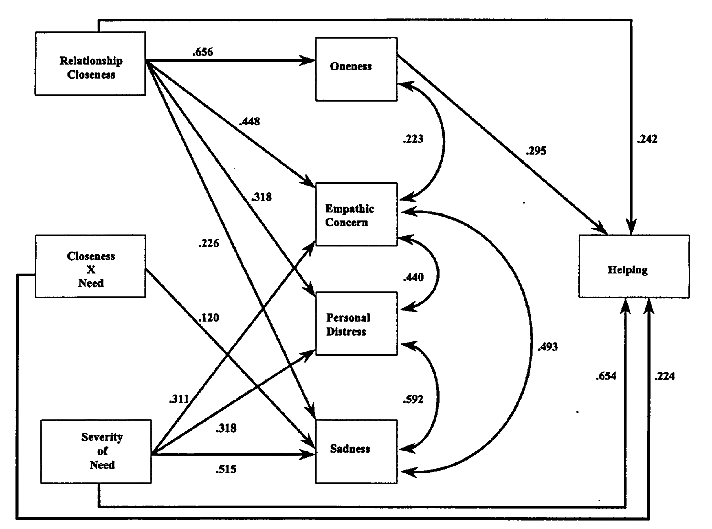 Relationship
Closeness
.656
Oneness
.448
.223
.295
.242
.318
Empathic
Concern
.226
Closeness
X
Need
.440
Helping
.120
Personal
Distress
.493
.311
.592
.654
.224
.318
Severity
of
Need
.515
Sadness